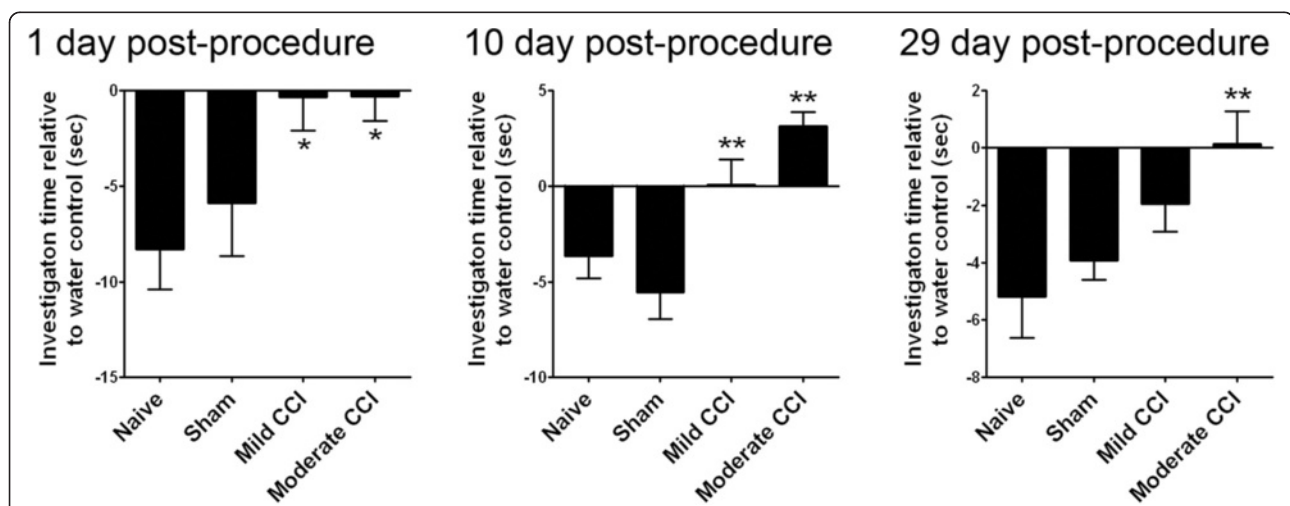 1 day post-procedure
Investigaton time relative
to water control (sec)
0
-5
-10
-15
*
*
Naive
Sham
Mild CCI
Moderate CCI
10 day post-procedure
Investigaton time relative
to water control (sec)
5
0
-5
-10
**
**
Naive
Sham
Mild CCI
Moderate CCI
29 day post-procedure
Investigaton time relative
to water control (sec)
2
0
-2
-4
-6
-8
**
Naive
Sham
Mild CCI
Moderate CCI